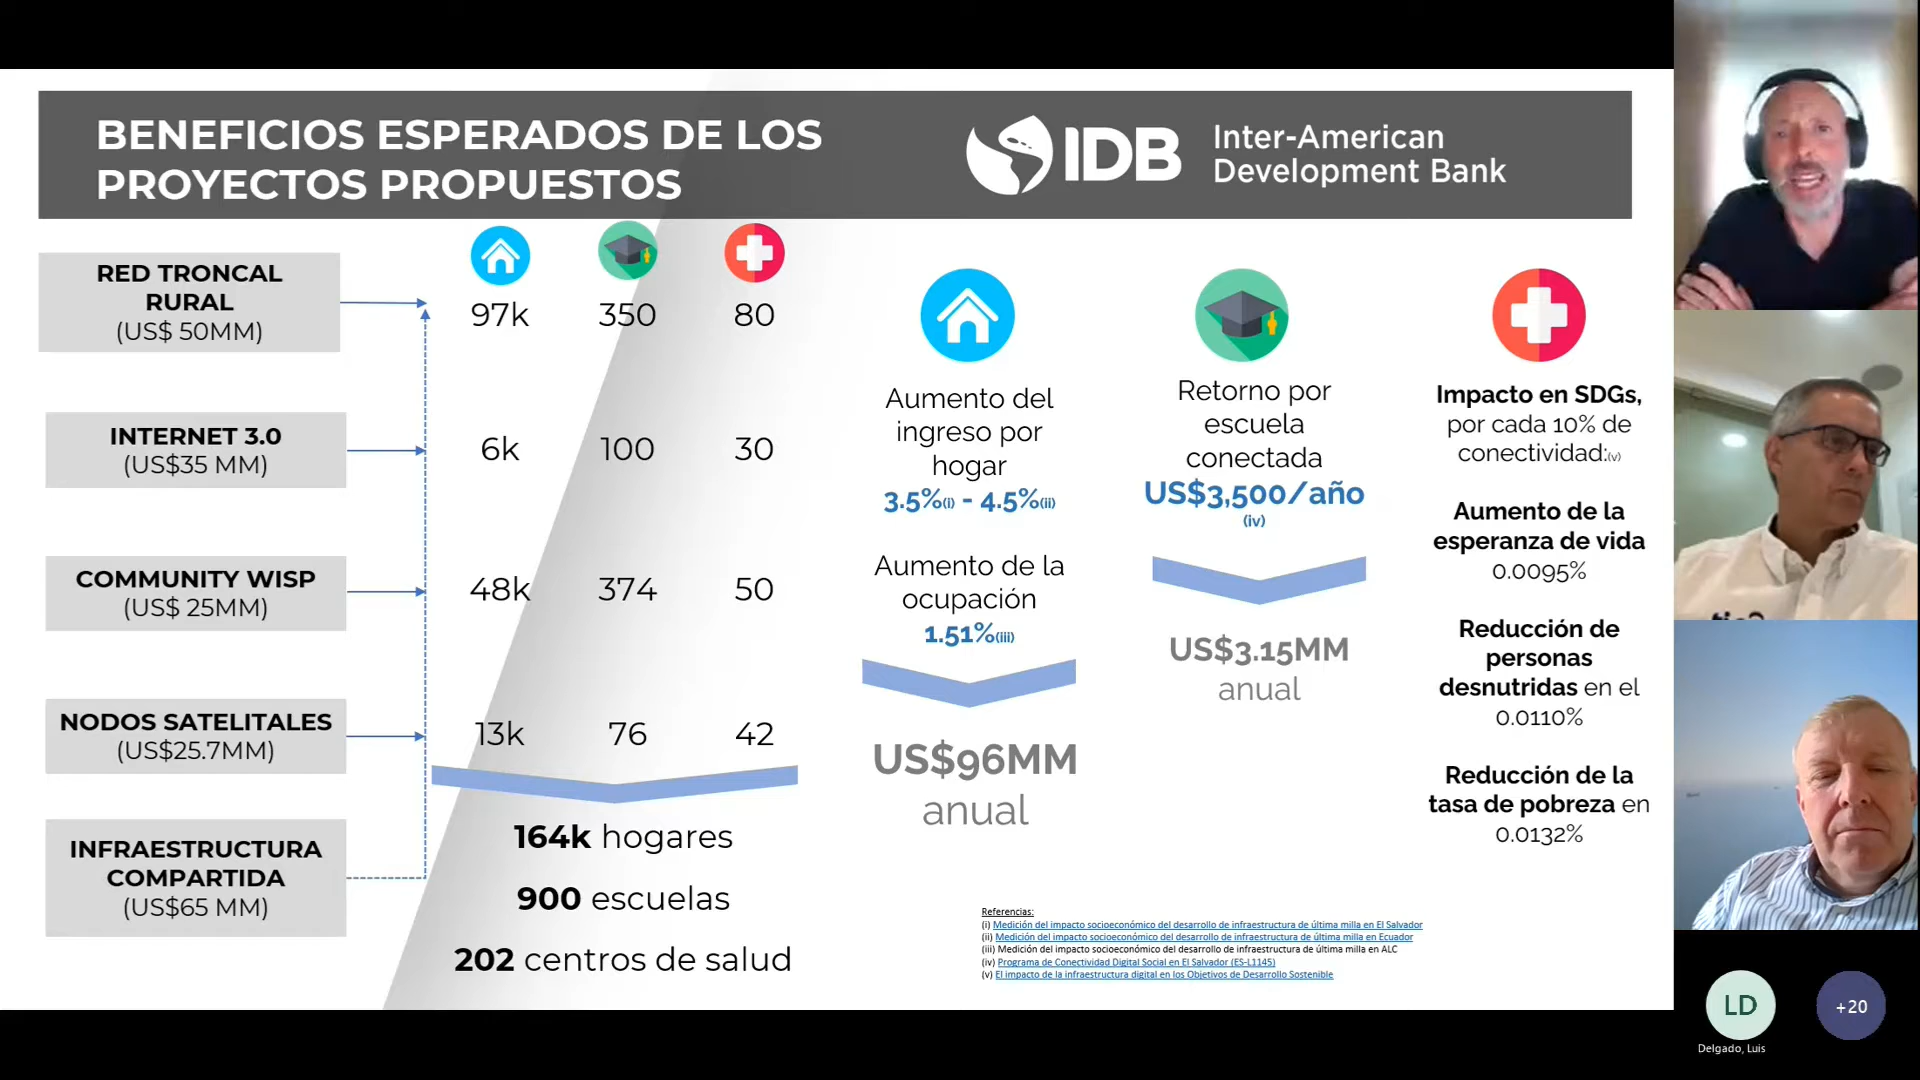 BENEFICIOS ESPERADOS DE LOS
PROYECTOS PROPUESTOS
IDB
Inter-American
Development Bank
RED TRONCAL
RURAL
(US$ 50MM)
97k 350 80
INTERNET 3.0
(US$35 MM)
6k 100 30
COMMUNITY WISP
(US$ 25MM)
48k 374 50
NODOS SATELITALES
(US$25.7MM)
13k 76 42
INFRAESTRUCTURA
COMPARTIDA
(US$65 MM)
164k hogares
900 escuelas
202 centros de salud
Aumento del
ingreso por
hogar
3.5%(i) - 4.5%(ii)
Aumento de la
ocupación
1.51%(iii)
US$96MM
anual
Retorno por
escuela
conectada
US$3,500/año
(iv)
US$3.15MM
anual
Impacto en SDGs,
por cada 10% de
conectividad:(v)
Aumento de la
esperanza de vida
0.0095%
Reducción de
personas
desnutridas en el
0.0110%
Reducción de la
tasa de pobreza en
0.0132%
Referencias:
(i) Medición del impacto socioeconómico del desarrollo de infraestructura de última milla en El Salvador
(ii) Medición del impacto socioeconómico del desarrollo de infraestructura de última milla en Ecuador
(iii) Medición del impacto socioeconómico del desarrollo de infraestructura de última milla en ALC
(iv) Programa de Conectividad Digital Social en El Salvador (ES-L1145)
(v) El impacto de la infraestructura digital en los Objetivos de Desarrollo Sostenible
LD
Delgado, Luis
+20